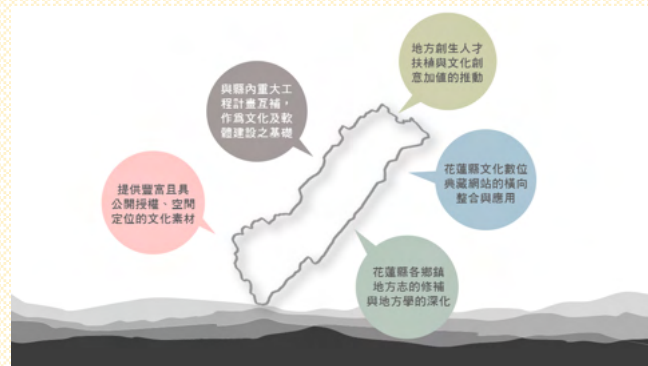 地方創生人才
扶植與文化創
意加值的推動
與縣內重大工
程計畫互補，
作為文化及軟
體建設之基礎
花蓮縣文化數位
典藏網站的橫向
整合與應用
提供豐富且具
公開授權、空間
定位的文化素材
花蓮縣各鄉鎮
地方志的修補
與地方學的深化